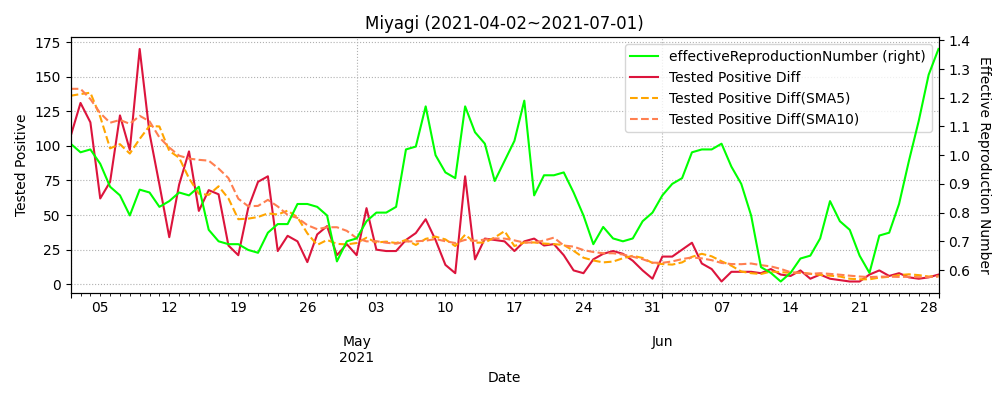 Miyagi (2021-04-02~2021-07-01)
effectiveReproductionNumber (right)
Tested Positive Diff
Tested Positive Diff(SMA5)
Tested Positive Diff(SMA10)
Tested Positive
175
150
125
100
75
50
25
0
Effective Reproduction Number
1.4
1.3
1.2
1.1
1.0
0.9
0.8
0.7
0.6
05 12 19 26 03 10 17 24 31 07 14 21 28
May Jun
2021
Date